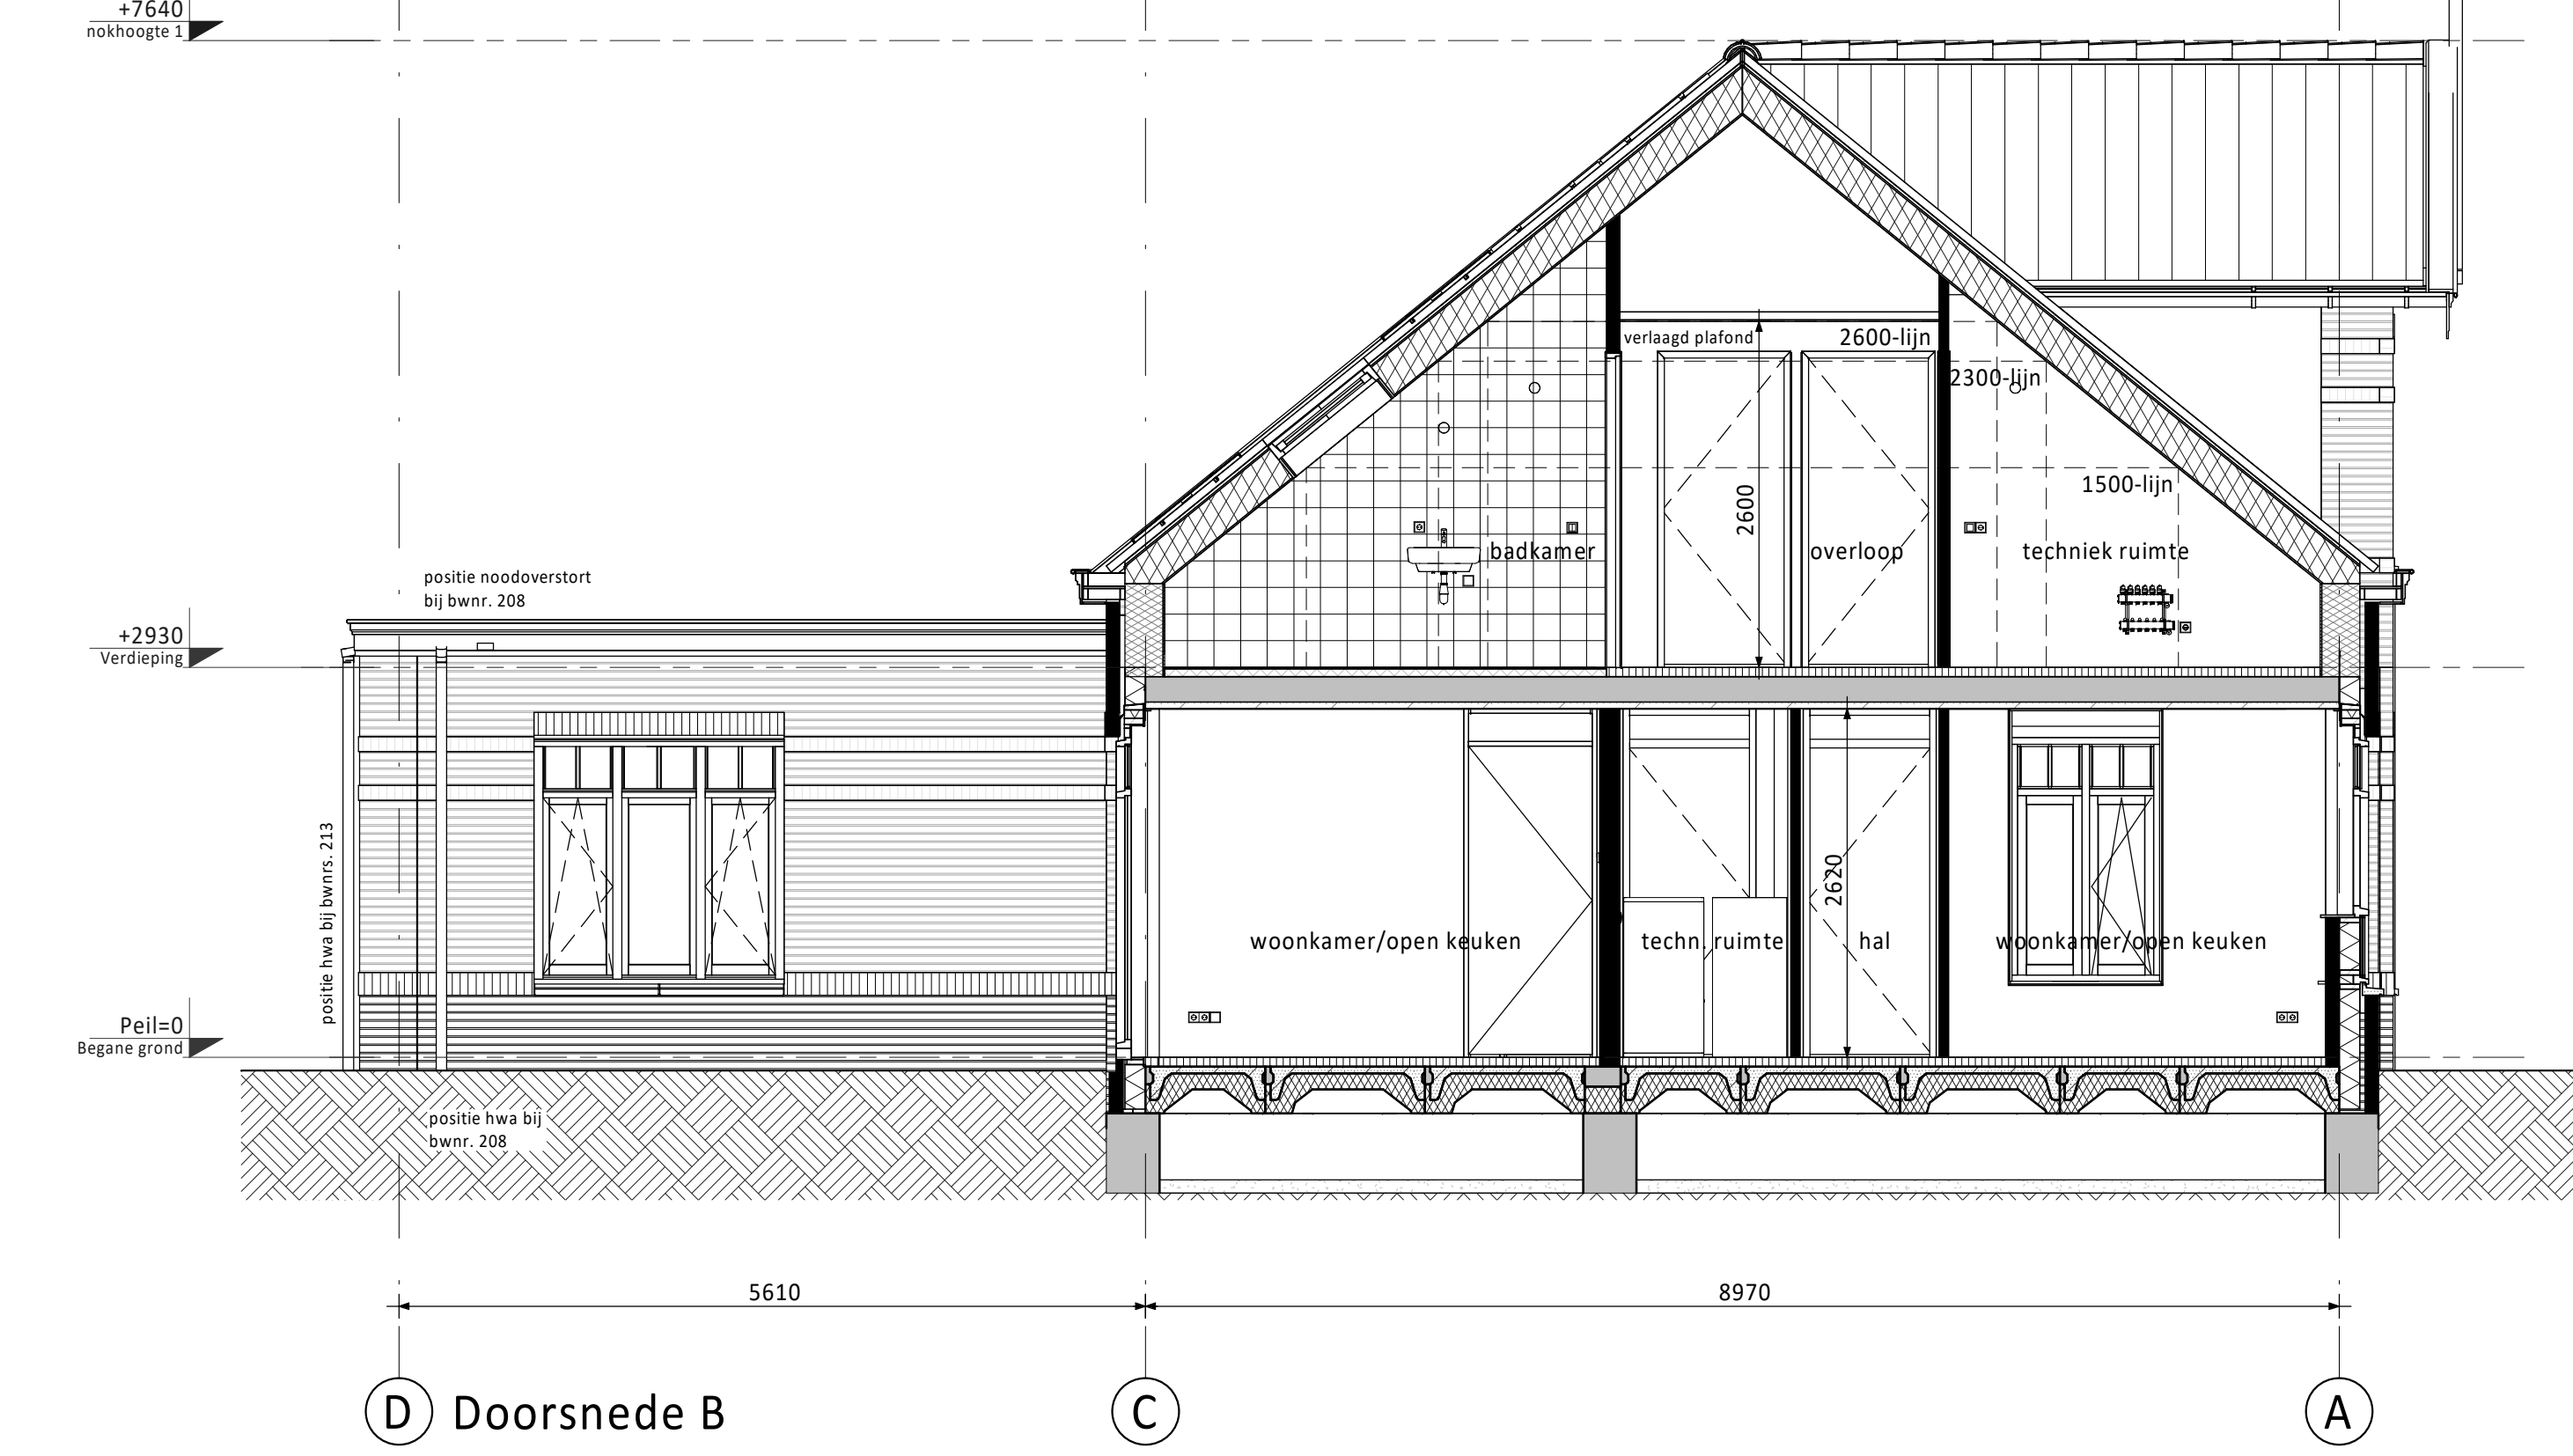 +7640
nokhoogte 1
verlaagd plafond
2600-lijn
2300-lijn
1500-lijn
2600
badkamer
overloop
techniek ruimte
positie noodoverstort
bij bwnr. 208
+2930
Verdieping
positie hwa bij bwnrs. 213
2620
woonkamer/open keuken
techn. ruimte
hal
woonkamer/open keuken
Peil=0
Begane grond
positie hwa bij
bwnr. 208
5610
8970
D
Doorsnede B
C
A